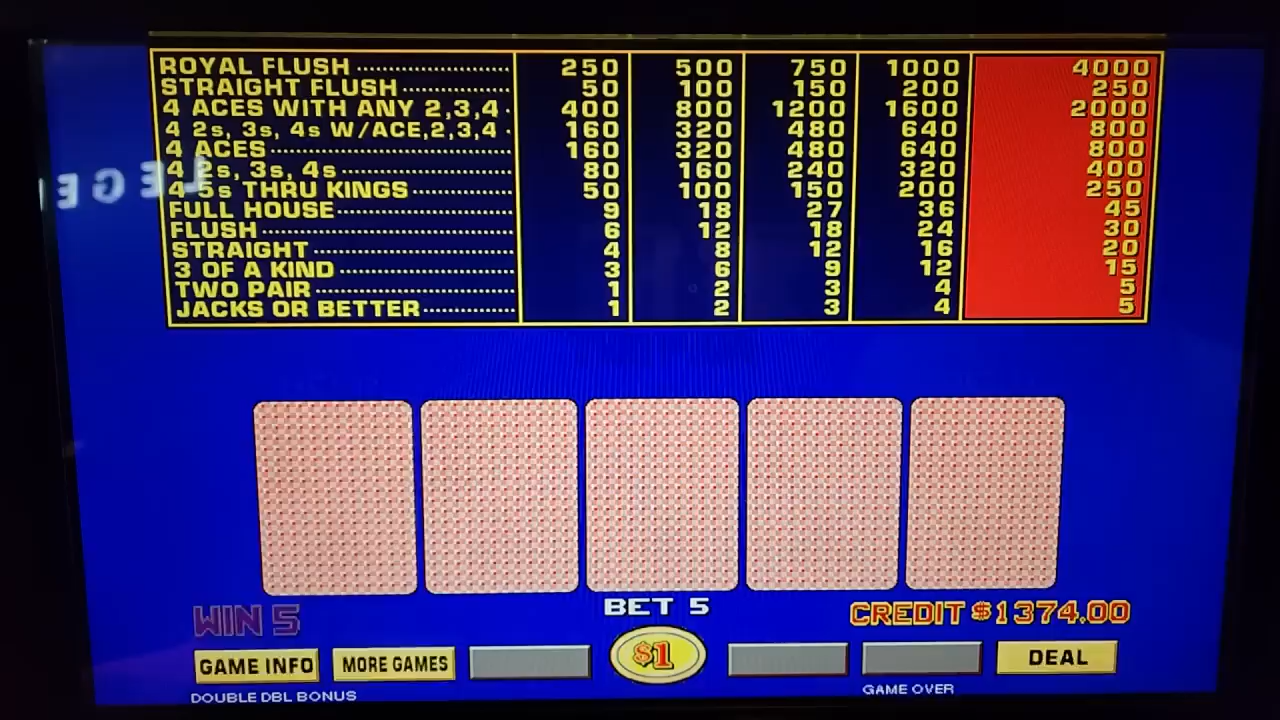 ROYAL FLUSH 250 500 750 1000 4000
STRAIGHT FLUSH 50 100 150 200 250
4 ACES WITH ANY 2,3,4 400 800 1200 1600 2000
4 2s, 3s, 4s W/ACE,2,3,4 160 320 480 640 800
4 ACES 160 320 480 640 800
4 2s, 3s, 4s 80 160 240 320 400
4 5s THRU KINGS 50 100 150 200 250
FULL HOUSE 9 18 27 36 45
FLUSH 6 12 18 24 30
STRAIGHT 4 8 12 16 20
3 OF A KIND 3 6 9 12 15
TWO PAIR 1 2 3 4 5
JACKS OR BETTER 1 2 3 4 5
WIN 5 BET 5 CREDIT $1374.00
GAME INFO MORE GAMES $1 DEAL
DOUBLE DBL BONUS GAME OVER